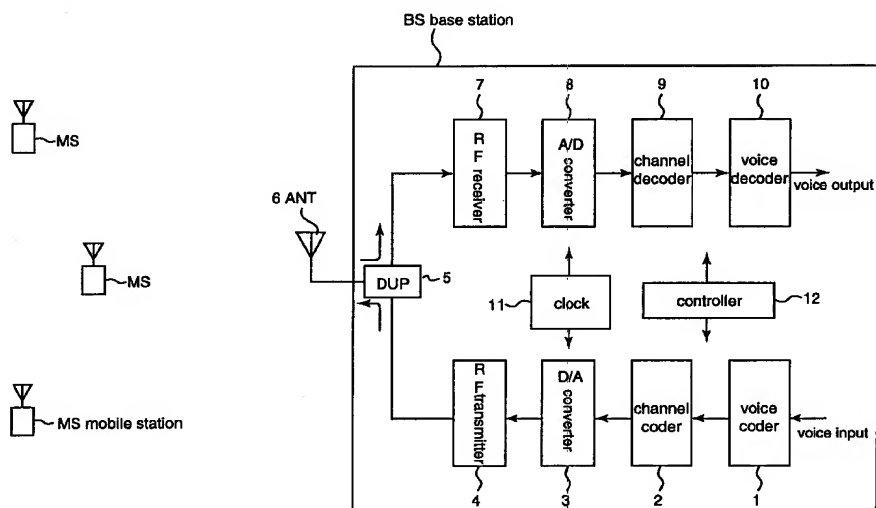 BS base station
7
8
9
10
MS
RF receiver
A/D converter
channel
decoder
voice
decoder
voice output
6 ANT
MS
DUP
5
11
clock
controller
12
MS mobile station
RF transmitter
D/A converter
channel
coder
voice
coder
voice input
4
3
2
1